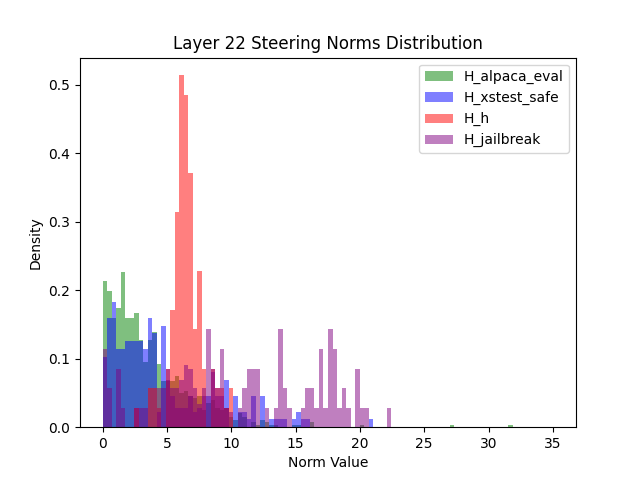 Layer 22 Steering Norms Distribution
H_alpaca_eval
H_xstest_safe
H_h
H_jailbreak
Density
0.5
0.4
0.3
0.2
0.1
0.0
0 5 10 15 20 25 30 35
Norm Value